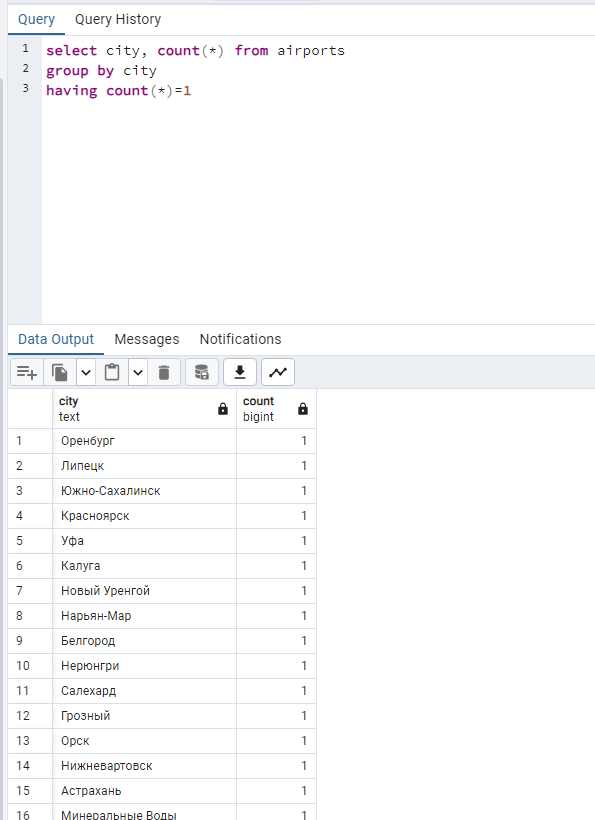 Query Query History
1 select city, count(*) from airports
2 group by city
3 having count(*)=1
Data Output Messages Notifications
city count
text bigint
1 Оренбург 1
2 Липецк 1
3 Южно-Сахалинск 1
4 Красноярск 1
5 Уфа 1
6 Калуга 1
7 Новый Уренгой 1
8 Нарьян-Мар 1
9 Белгород 1
10 Нерюнгри 1
11 Салехард 1
12 Грозный 1
13 Орск 1
14 Нижневартовск 1
15 Астрахань 1
16 Минеральные Воды 1